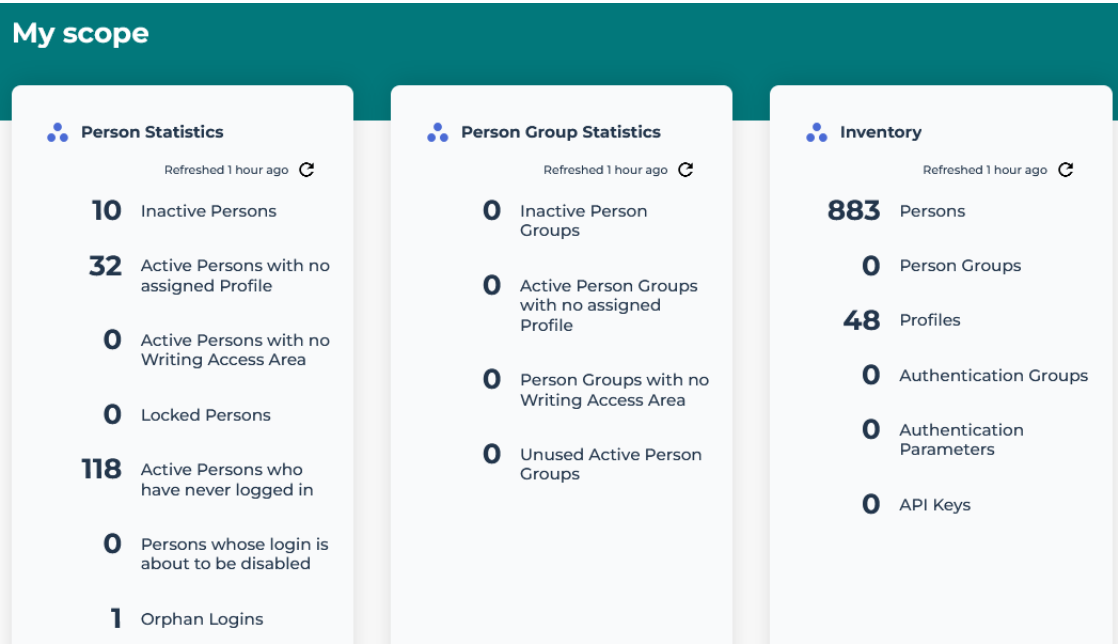 My scope
Person Statistics
Refreshed 1 hour ago
10 Inactive Persons
32 Active Persons with no
assigned Profile
0 Active Persons with no
Writing Access Area
0 Locked Persons
118 Active Persons who
have never logged in
0 Persons whose login is
about to be disabled
1 Orphan Logins
Person Group Statistics
Refreshed 1 hour ago
0 Inactive Person
Groups
0 Active Person Groups
with no assigned
Profile
0 Person Groups with no
Writing Access Area
0 Unused Active Person
Groups
Inventory
Refreshed 1 hour ago
883 Persons
0 Person Groups
48 Profiles
0 Authentication Groups
0 Authentication
Parameters
0 API Keys